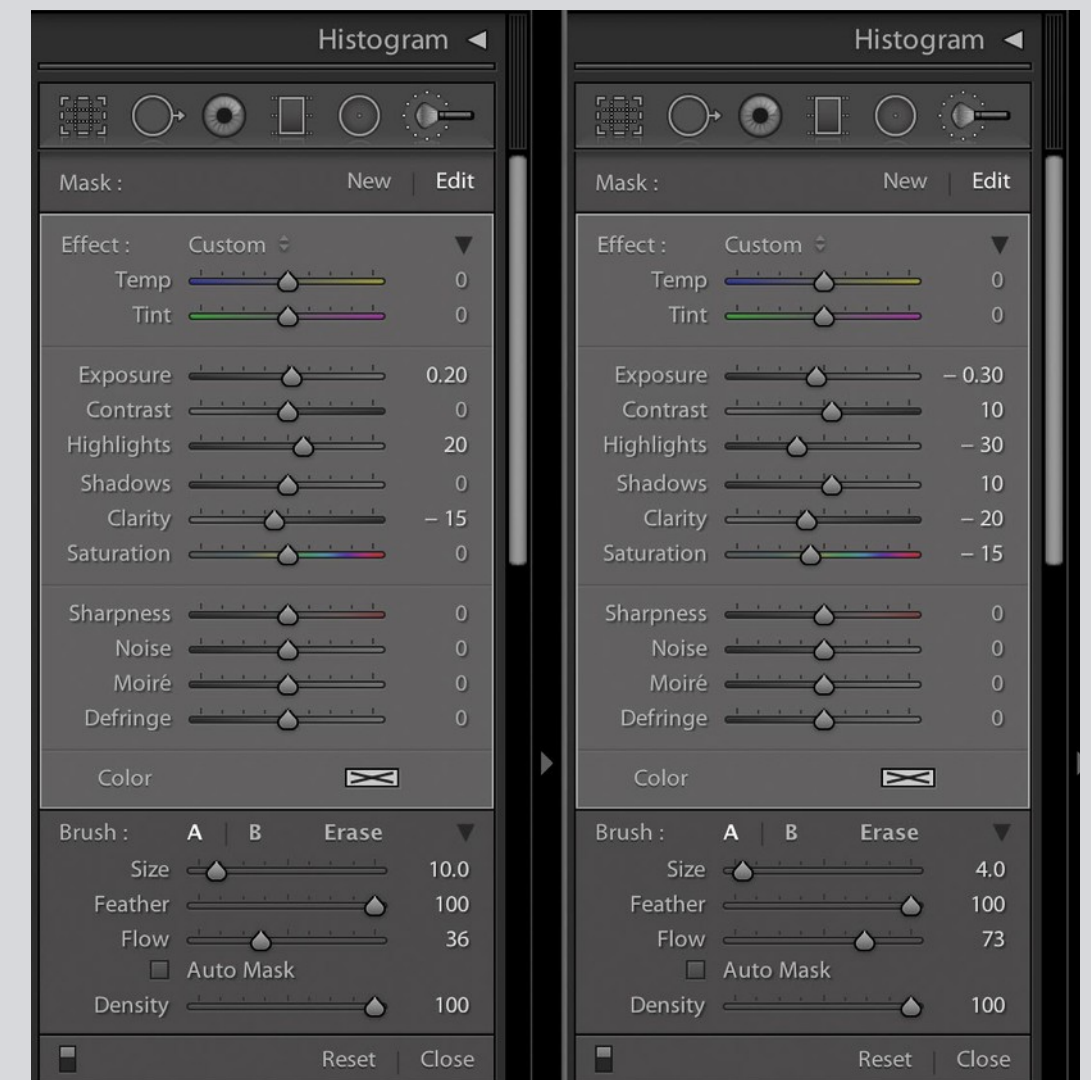 Histogram
Mask : New | Edit
Effect : Custom
Temp 0
Tint 0
Exposure 0.20
Contrast 0
Highlights 20
Shadows 0
Clarity – 15
Saturation 0
Sharpness 0
Noise 0
Moiré 0
Defringe 0
Color
Brush : A | B Erase
Size 10.0
Feather 100
Flow 36
Auto Mask
Density 100
Reset | Close
Histogram
Mask : New | Edit
Effect : Custom
Temp 0
Tint 0
Exposure – 0.30
Contrast 10
Highlights – 30
Shadows 10
Clarity – 20
Saturation – 15
Sharpness 0
Noise 0
Moiré 0
Defringe 0
Color
Brush : A | B Erase
Size 4.0
Feather 100
Flow 73
Auto Mask
Density 100
Reset | Close